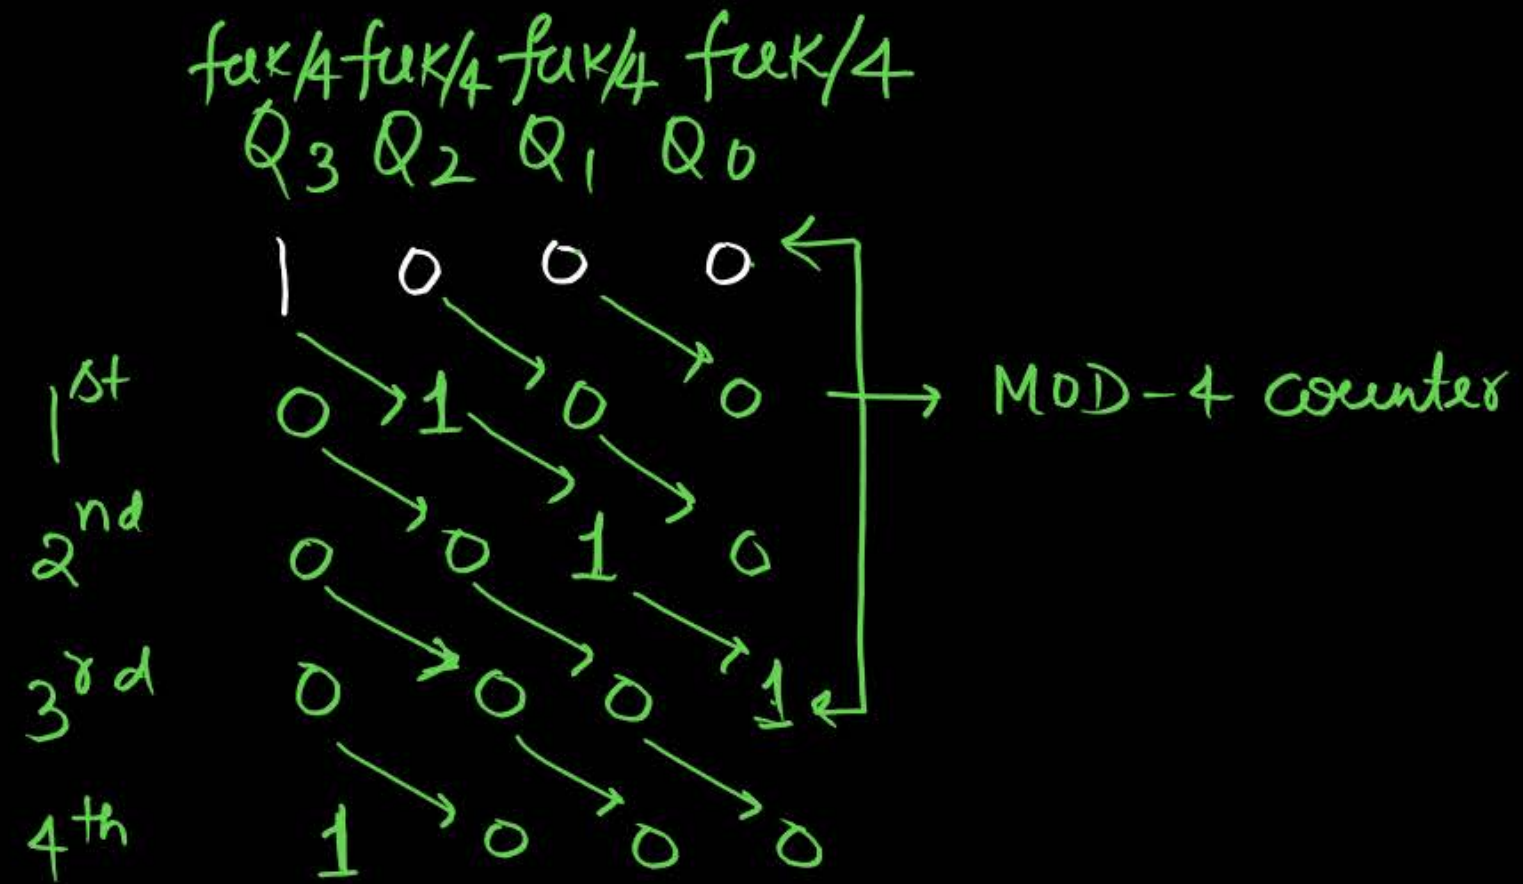 fclk/4 fclk/4 fclk/4 fclk/4
Q3 Q2 Q1 Q0
1 0 0 0
1st 0 1 0 0 → MOD-4 counter
2nd 0 0 1 0
3rd 0 0 0 1
4th 1 0 0 0